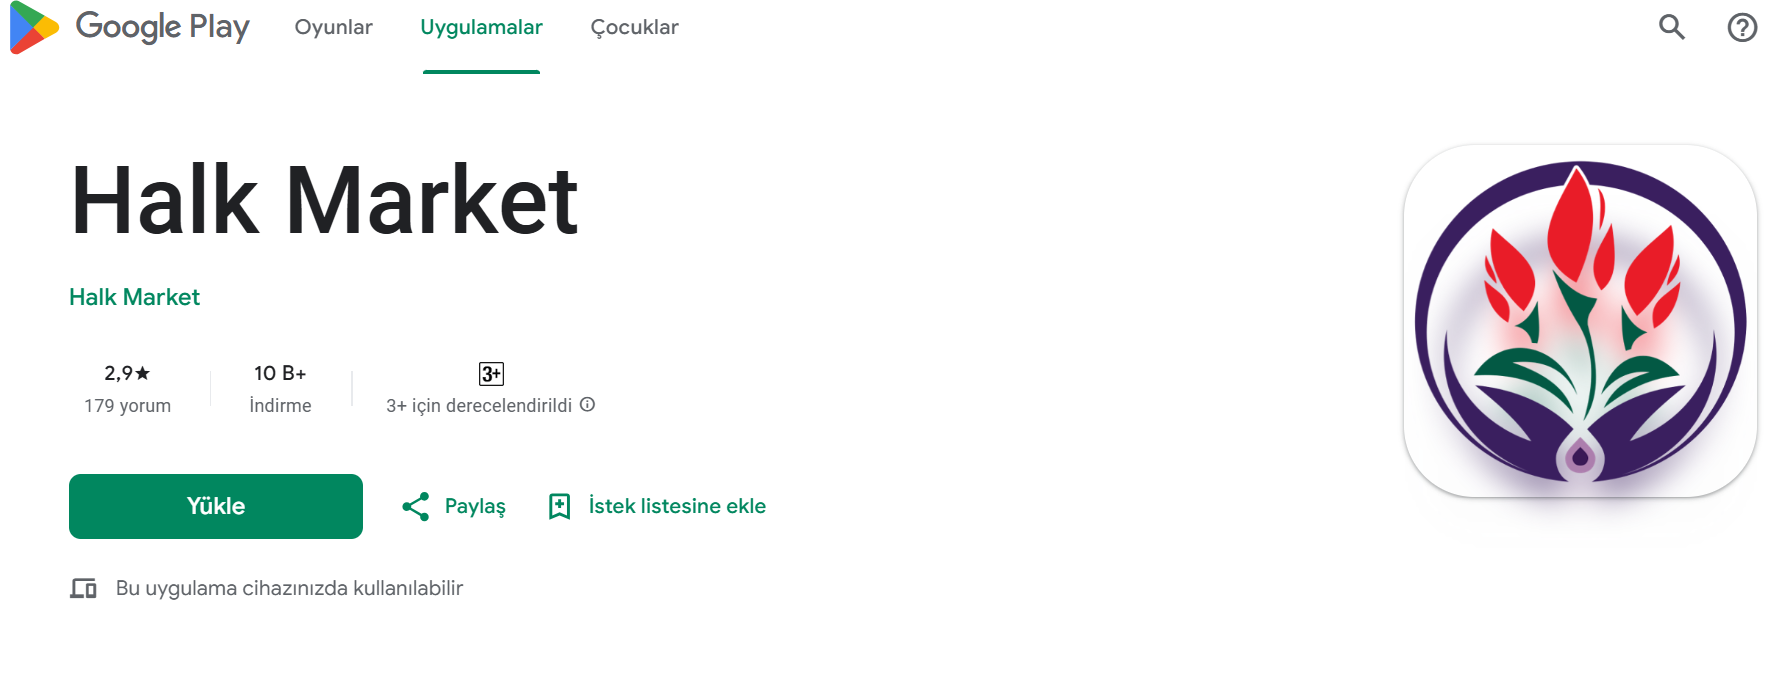 Google Play Oyunlar Uygulamalar Çocuklar
Halk Market
Halk Market
2,9★ 10 B+ 3+
179 yorum İndirme 3+ için derecelendirildi
Yükle Paylaş İstek listesine ekle
Bu uygulama cihazınızda kullanılabilir